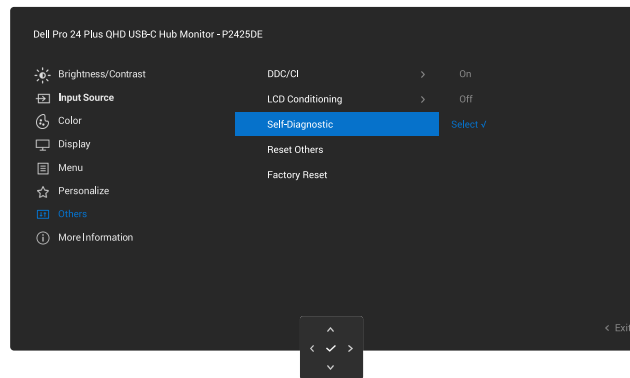 Dell Pro 24 Plus QHD USB-C Hub Monitor - P2425DE
Brightness/Contrast
DDC/CI > On
Input Source
LCD Conditioning > Off
Color
Self-Diagnostic Select √
Display
Reset Others
Menu
Factory Reset
Personalize
Others
More Information
< Exit